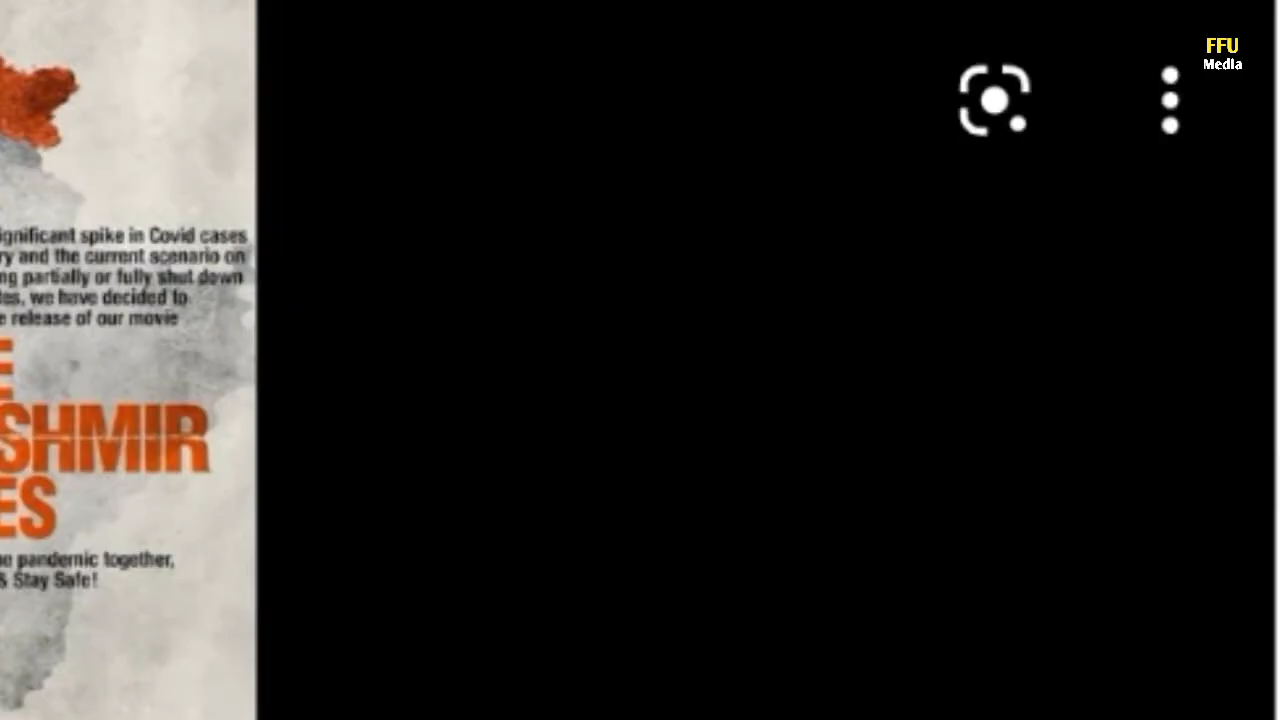 FFU
Media
ignificant spike in Covid cases
ry and the current scenario on
ng partially or fully shut down
tes, we have decided to
e release of our movie
E
SHMIR
ES
he pandemic together,
& Stay Safe!